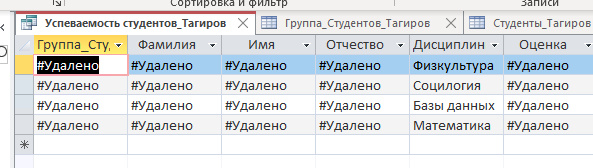 Сортировка и фильтр Записи
Успеваемость студентов_Тагиров Группа_Студентов_Тагиров Студенты_Тагиров
Группа_Сту, Фамилия Имя Отчество Дисциплин Оценка
#Удалено #Удалено #Удалено #Удалено Физкультура #Удалено
#Удалено #Удалено #Удалено #Удалено Социлогия #Удалено
#Удалено #Удалено #Удалено #Удалено Базы данных #Удалено
#Удалено #Удалено #Удалено #Удалено Математика #Удалено